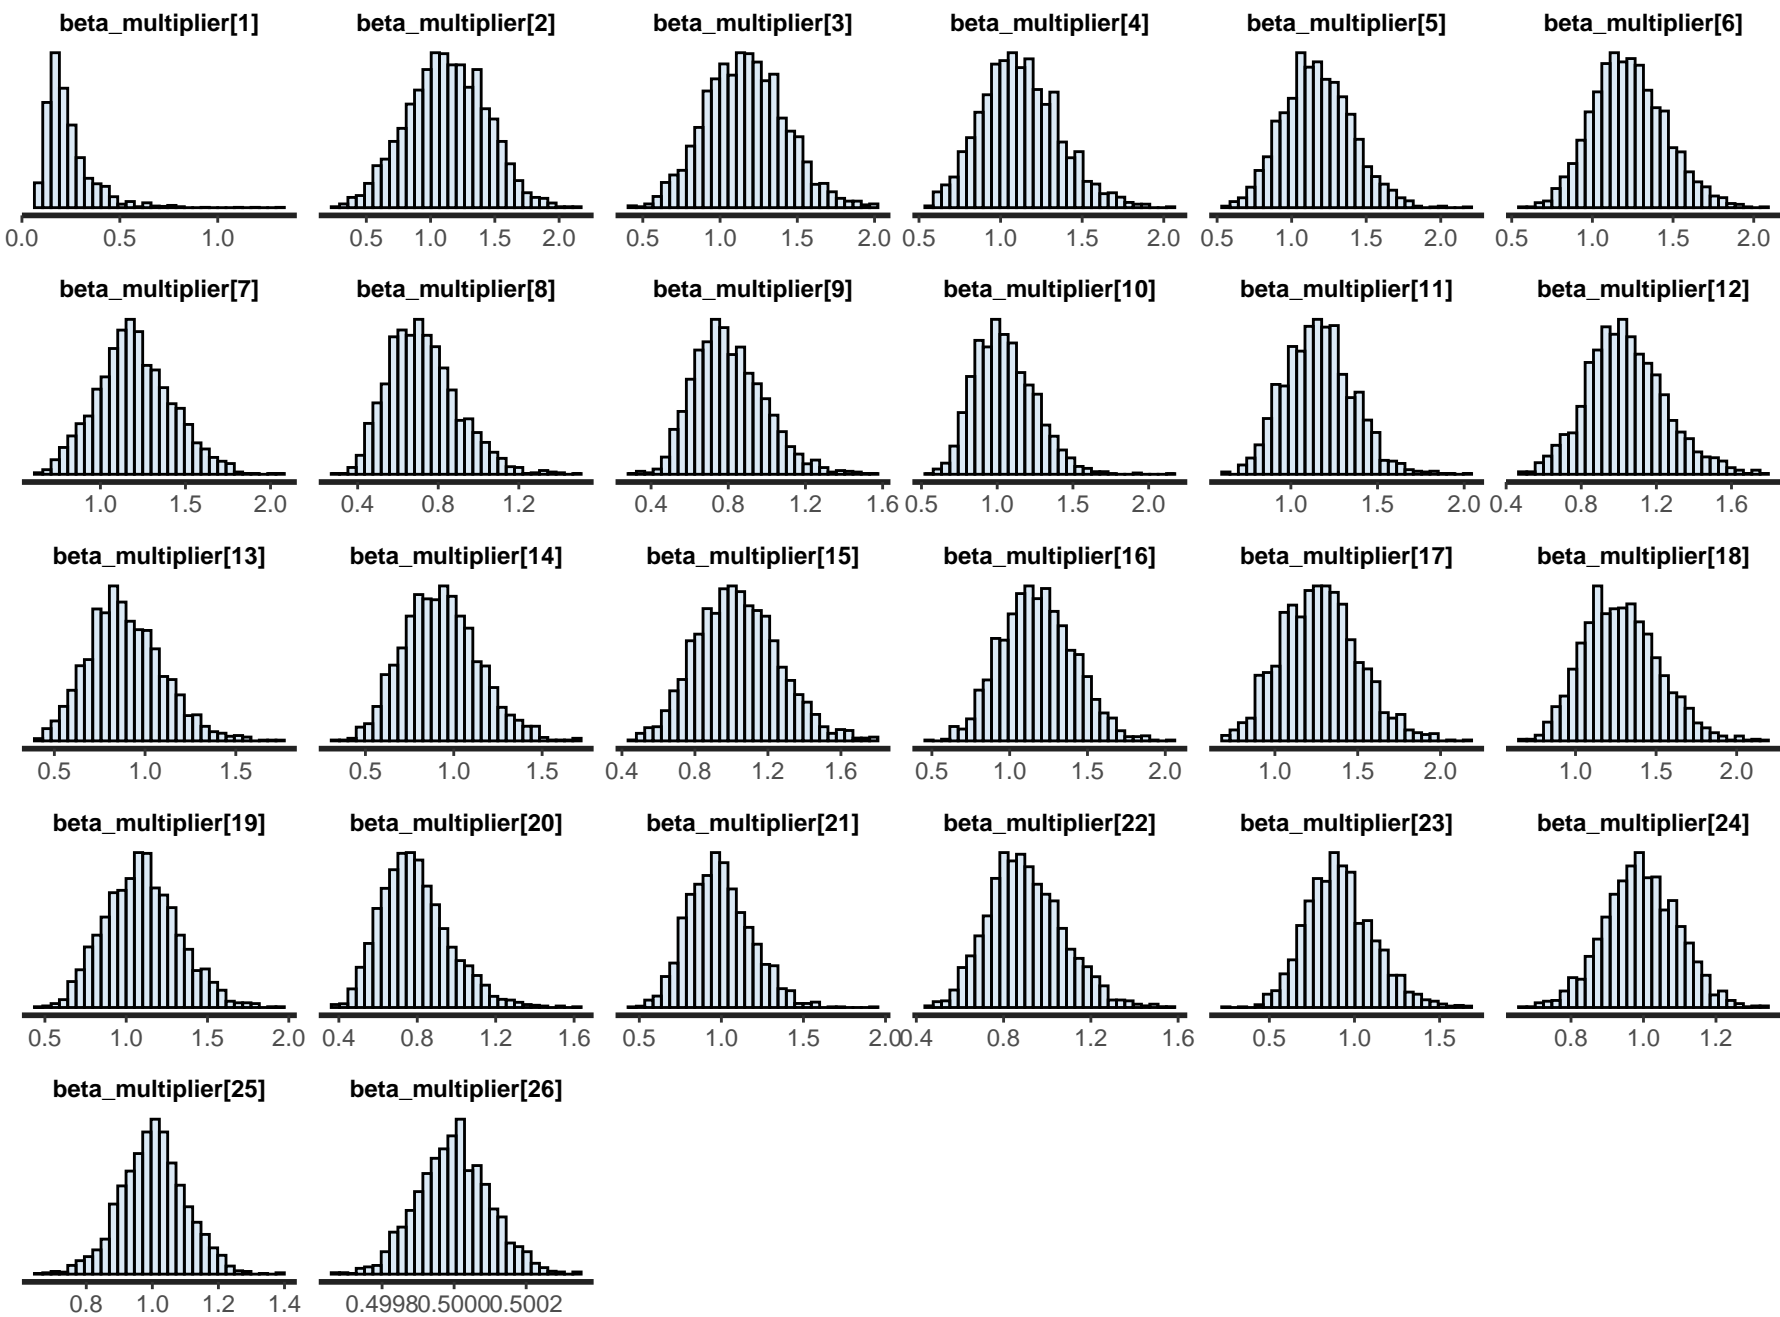 beta_multiplier[1] beta_multiplier[2] beta_multiplier[3] beta_multiplier[4] beta_multiplier[5] beta_multiplier[6]
0.0 0.5 1.0 0.5 1.0 1.5 2.0 0.5 1.0 1.5 2.0 0.5 1.0 1.5 2.0 0.5 1.0 1.5 2.0 0.5 1.0 1.5 2.0
beta_multiplier[7] beta_multiplier[8] beta_multiplier[9] beta_multiplier[10] beta_multiplier[11] beta_multiplier[12]
1.0 1.5 2.0 0.4 0.8 1.2 0.4 0.8 1.2 1.6 0.5 1.0 1.5 2.0 1.0 1.5 2.0 0.4 0.8 1.2 1.6
beta_multiplier[13] beta_multiplier[14] beta_multiplier[15] beta_multiplier[16] beta_multiplier[17] beta_multiplier[18]
0.5 1.0 1.5 0.5 1.0 1.5 0.4 0.8 1.2 1.6 0.5 1.0 1.5 2.0 1.0 1.5 2.0 1.0 1.5 2.0
beta_multiplier[19] beta_multiplier[20] beta_multiplier[21] beta_multiplier[22] beta_multiplier[23] beta_multiplier[24]
0.5 1.0 1.5 2.0 0.4 0.8 1.2 1.6 0.5 1.0 1.5 2.0 0.4 0.8 1.2 1.6 0.5 1.0 1.5 0.8 1.0 1.2
beta_multiplier[25] beta_multiplier[26]
0.8 1.0 1.2 1.4 0.4998 0.5000 0.5002